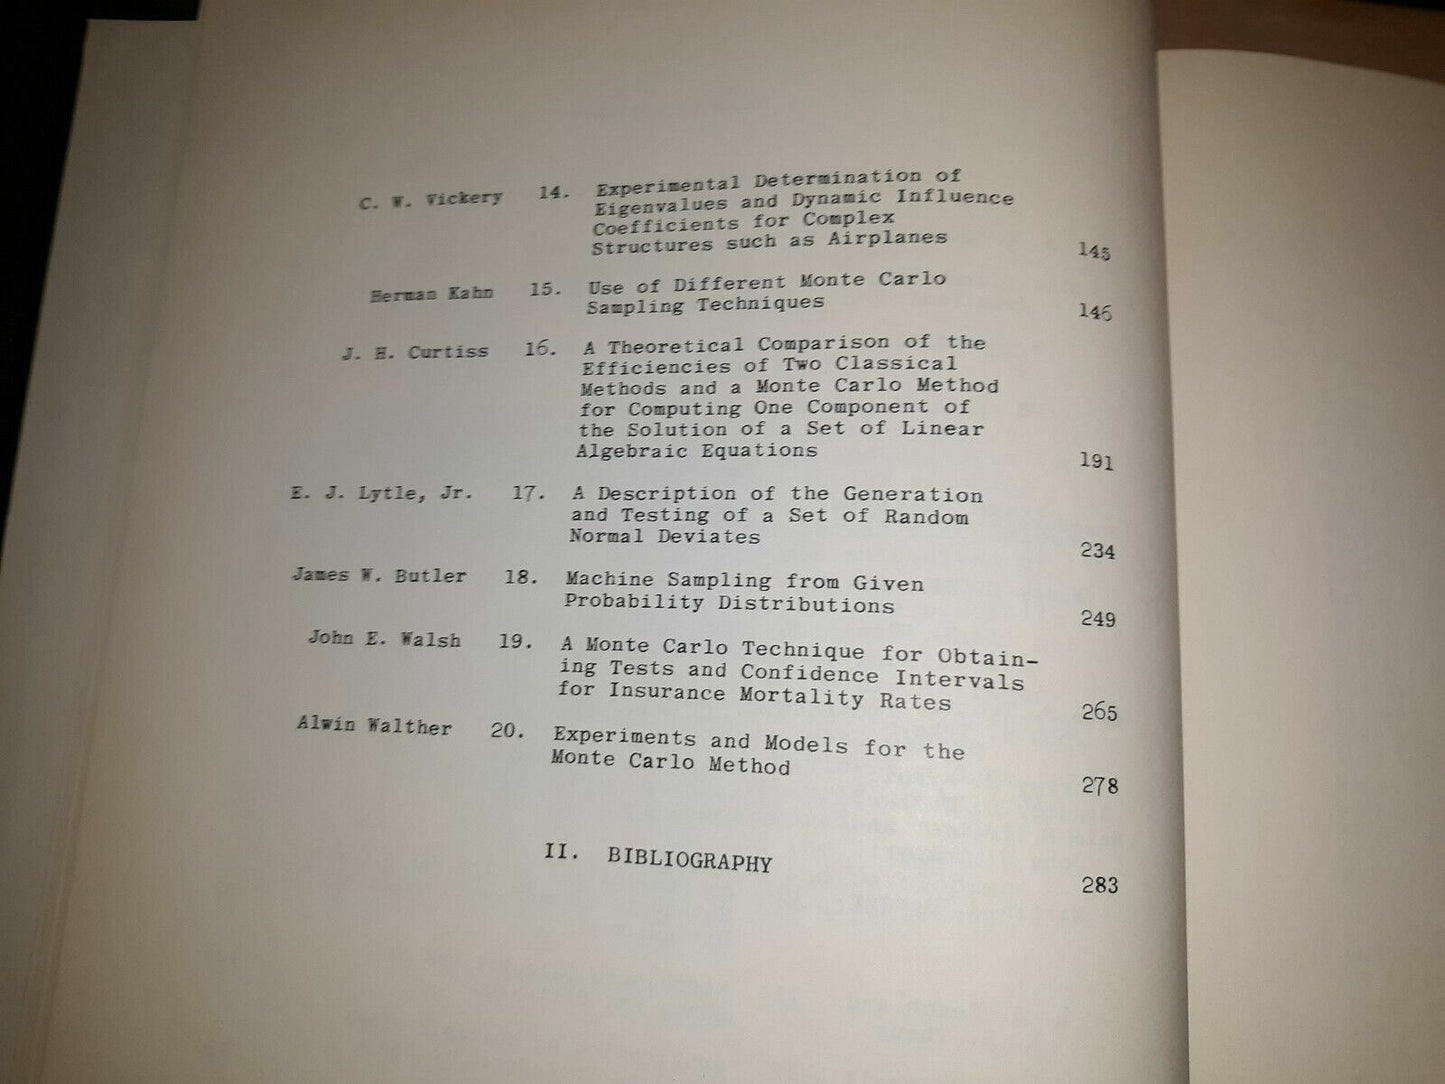 C. W. Vickery 14. Experimental Determination of
Eigenvalues and Dynamic Influence
Coefficients for Complex
Structures such as Airplanes 145
Herman Kahn 15. Use of Different Monte Carlo
Sampling Techniques 146
J. H. Curtiss 16. A Theoretical Comparison of the
Efficiencies of Two Classical
Methods and a Monte Carlo Method
for Computing One Component of
the Solution of a Set of Linear
Algebraic Equations 191
E. J. Lytle, Jr. 17. A Description of the Generation
and Testing of a Set of Random
Normal Deviates 234
James W. Butler 18. Machine Sampling from Given
Probability Distributions 249
John E. Walsh 19. A Monte Carlo Technique for Obtain-
ing Tests and Confidence Intervals
for Insurance Mortality Rates 265
Alwin Walther 20. Experiments and Models for the
Monte Carlo Method 278
II. BIBLIOGRAPHY 283